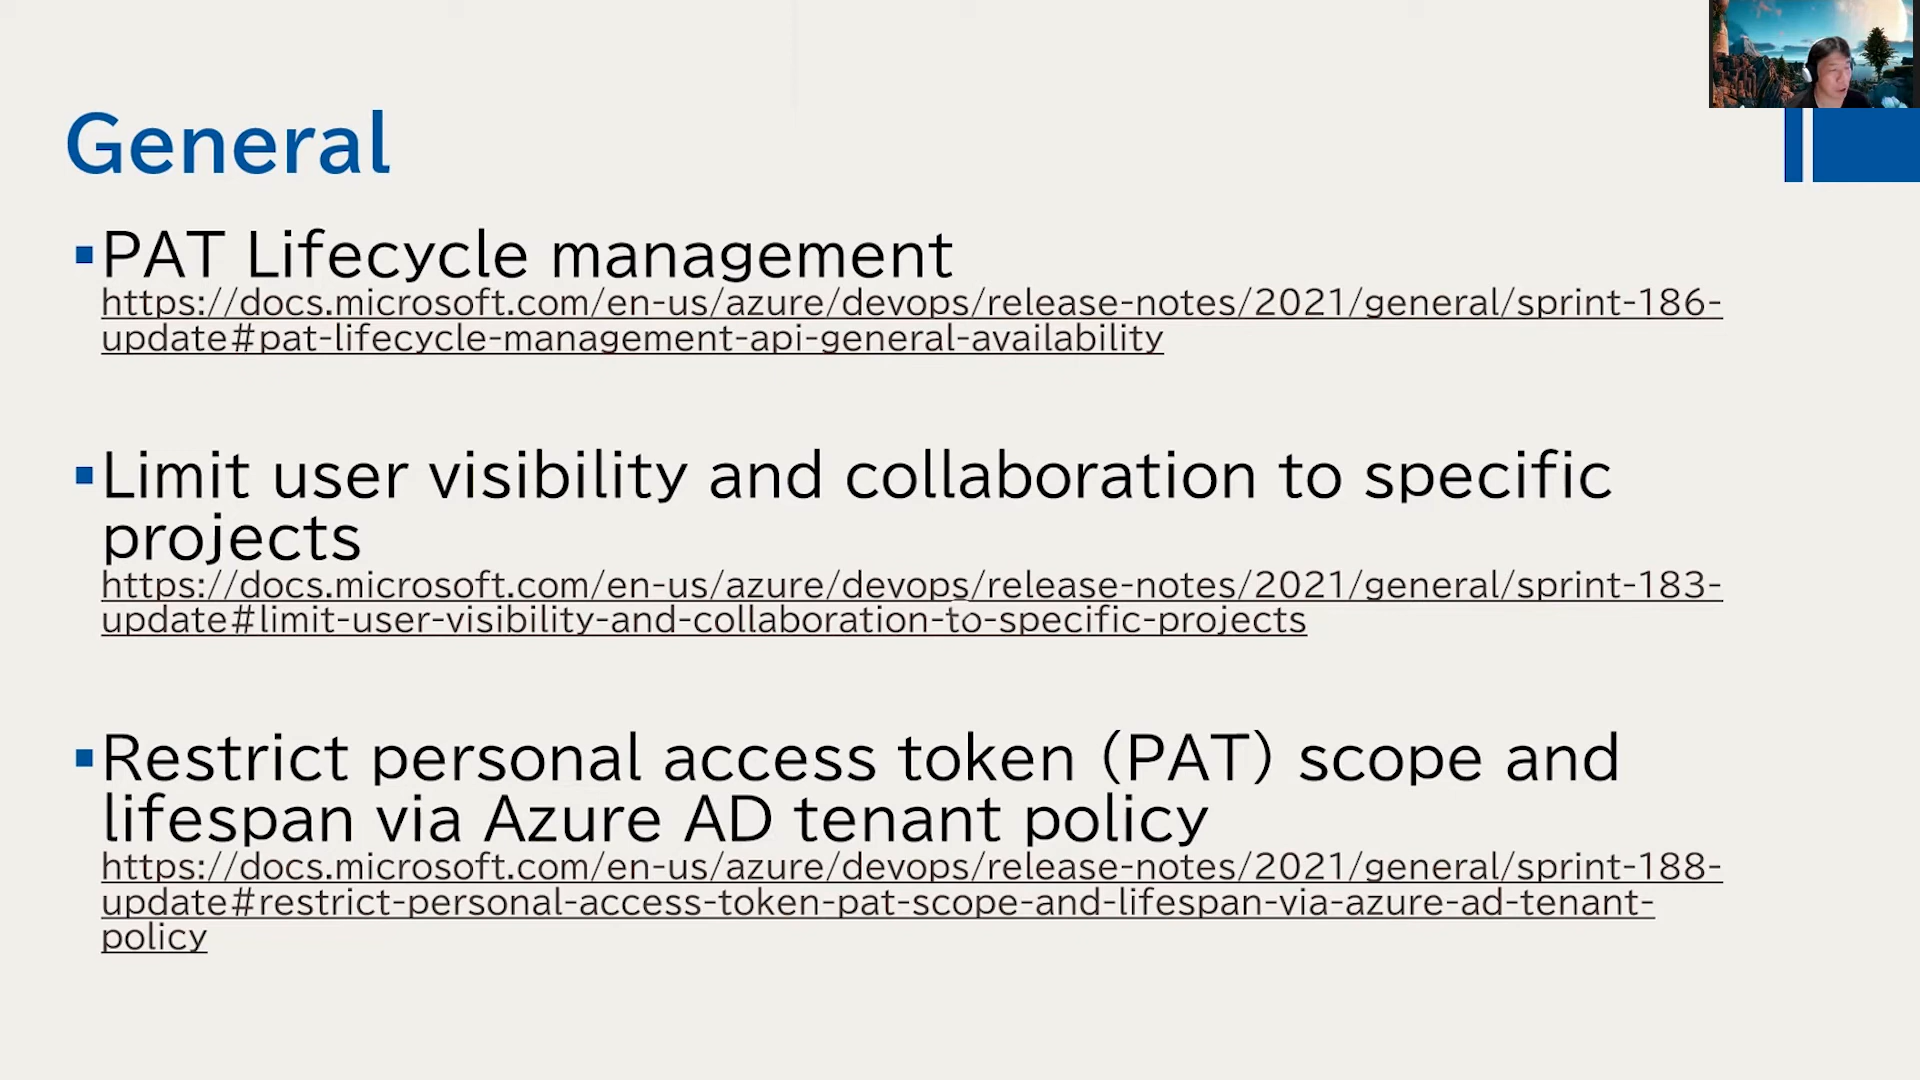 General
▪PAT Lifecycle management
https://docs.microsoft.com/en-us/azure/devops/release-notes/2021/general/sprint-186-
update#pat-lifecycle-management-api-general-availability
▪Limit user visibility and collaboration to specific
projects
https://docs.microsoft.com/en-us/azure/devops/release-notes/2021/general/sprint-183-
update#limit-user-visibility-and-collaboration-to-specific-projects
▪Restrict personal access token (PAT) scope and
lifespan via Azure AD tenant policy
https://docs.microsoft.com/en-us/azure/devops/release-notes/2021/general/sprint-188-
update#restrict-personal-access-token-pat-scope-and-lifespan-via-azure-ad-tenant-
policy